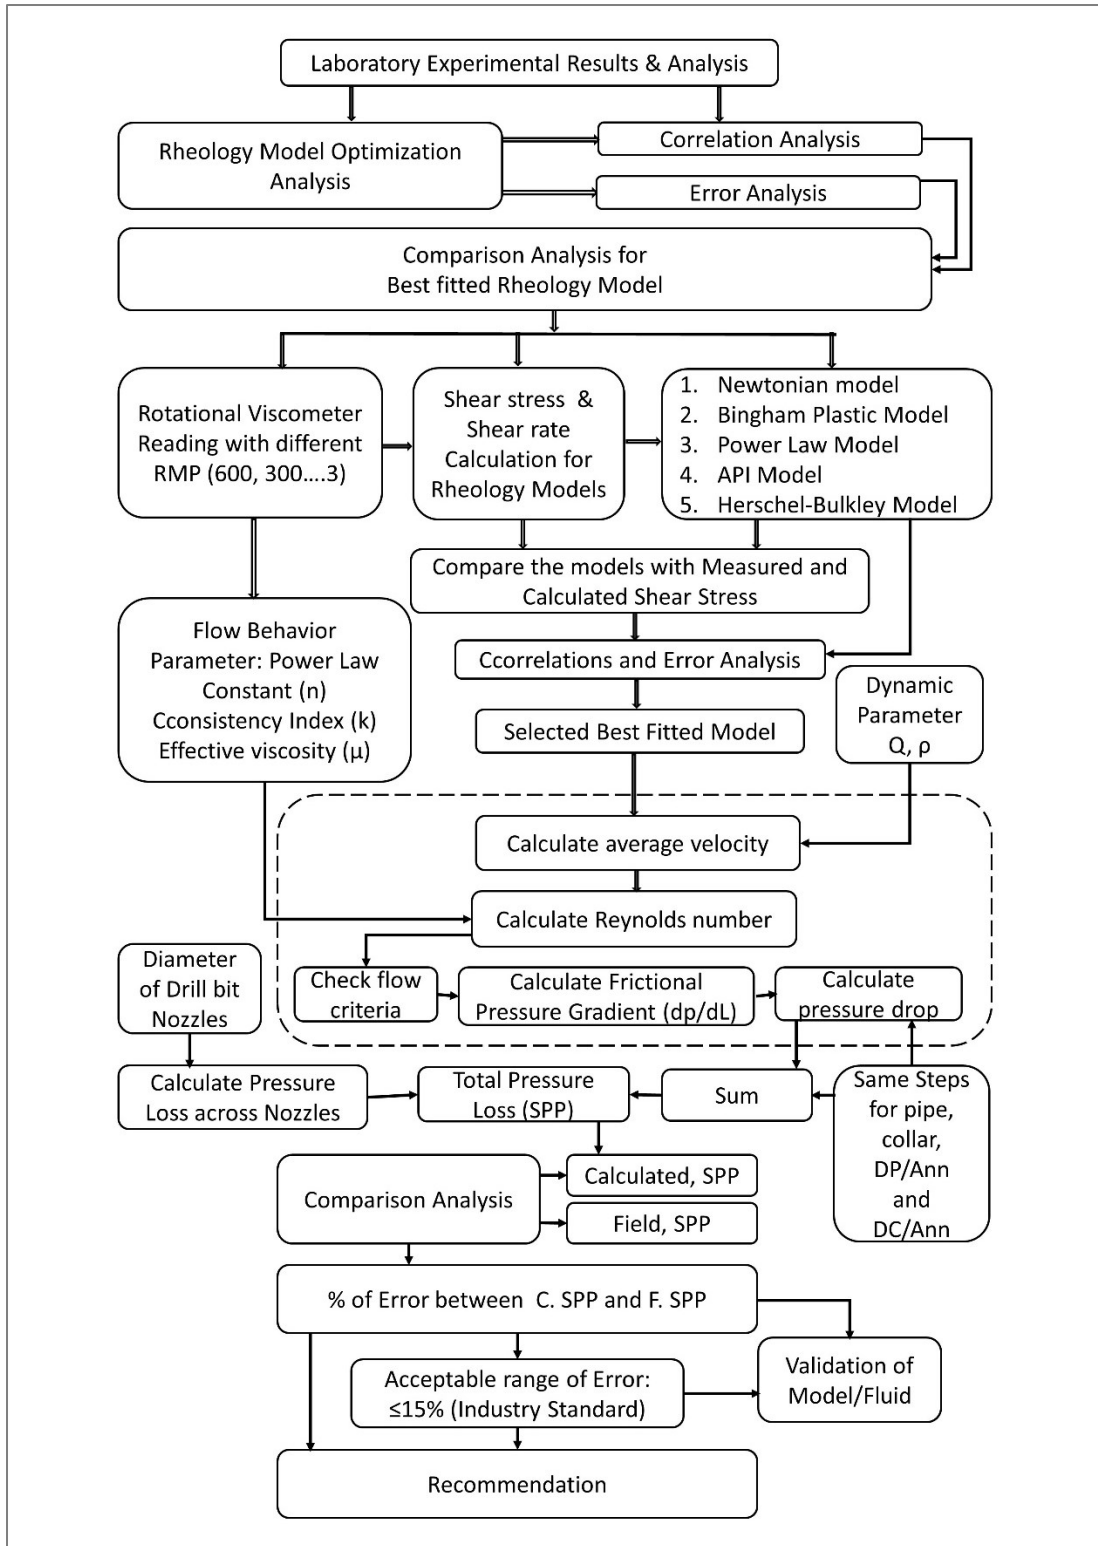 Laboratory Experimental Results & Analysis
Rheology Model Optimization
Analysis
Correlation Analysis
Error Analysis
Comparison Analysis for
Best fitted Rheology Model
Rotational Viscometer
Reading with different
RMP (600, 300....3)
Shear stress &
Shear rate
Calculation for
Rheology Models
1. Newtonian model
2. Bingham Plastic Model
3. Power Law Model
4. API Model
5. Herschel-Bulkley Model
Compare the models with Measured and
Calculated Shear Stress
Flow Behavior
Parameter: Power Law
Constant (n)
Cconsistency Index (k)
Effective viscosity (μ)
Ccorrelations and Error Analysis
Selected Best Fitted Model
Dynamic
Parameter
Q, ρ
Calculate average velocity
Calculate Reynolds number
Diameter
of Drill bit
Nozzles
Check flow
criteria
Calculate Frictional
Pressure Gradient (dp/dL)
Calculate
pressure drop
Calculate Pressure
Loss across Nozzles
Total Pressure
Loss (SPP)
Sum
Same Steps
for pipe,
collar,
DP/Ann
and
DC/Ann
Comparison Analysis
Calculated, SPP
Field, SPP
% of Error between C. SPP and F. SPP
Acceptable range of Error:
≤15% (Industry Standard)
Validation of
Model/Fluid
Recommendation